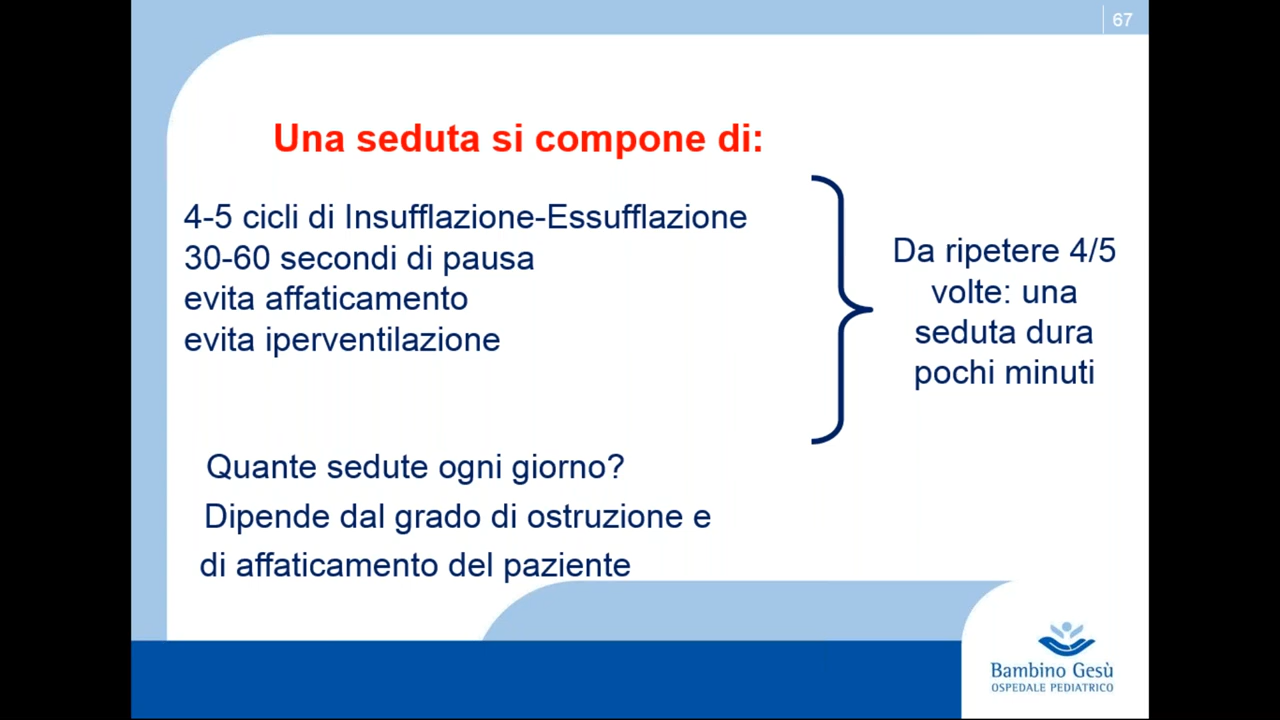 67
Una seduta si compone di:
4-5 cicli di Insufflazione-Essufflazione
30-60 secondi di pausa
evita affaticamento
evita iperventilazione
Da ripetere 4/5
volte: una
seduta dura
pochi minuti
Quante sedute ogni giorno?
Dipende dal grado di ostruzione e
di affaticamento del paziente
Bambino Gesù
OSPEDALE PEDIATRICO